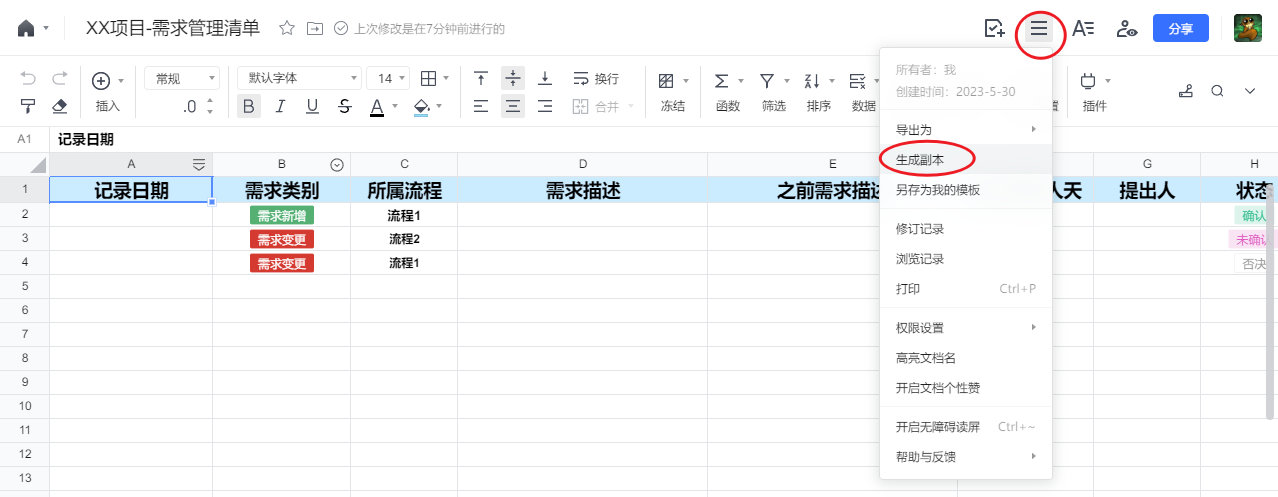 XX项目-需求管理清单 上次修改是在7分钟前进行的 分享
常规 默认字体 14 换行
插入 .0 B I U S A 合并 冻结 函数 筛选 排序 数据 插件
A1 记录日期
A B C D E G H
1 记录日期 需求类别 所属流程 需求描述 之前需求描述 人天 提出人 状态
2 需求新增 流程1 确认
3 需求变更 流程2 未确认
4 需求变更 流程1 否决
5
6
7
8
9
10
11
12
13
所有者：我
创建时间：2023-5-30
导出为
生成副本
另存为我的模板
修订记录
浏览记录
打印 Ctrl+P
权限设置
高亮文档名
开启文档个性赞
开启无障碍读屏 Ctrl+~
帮助与反馈